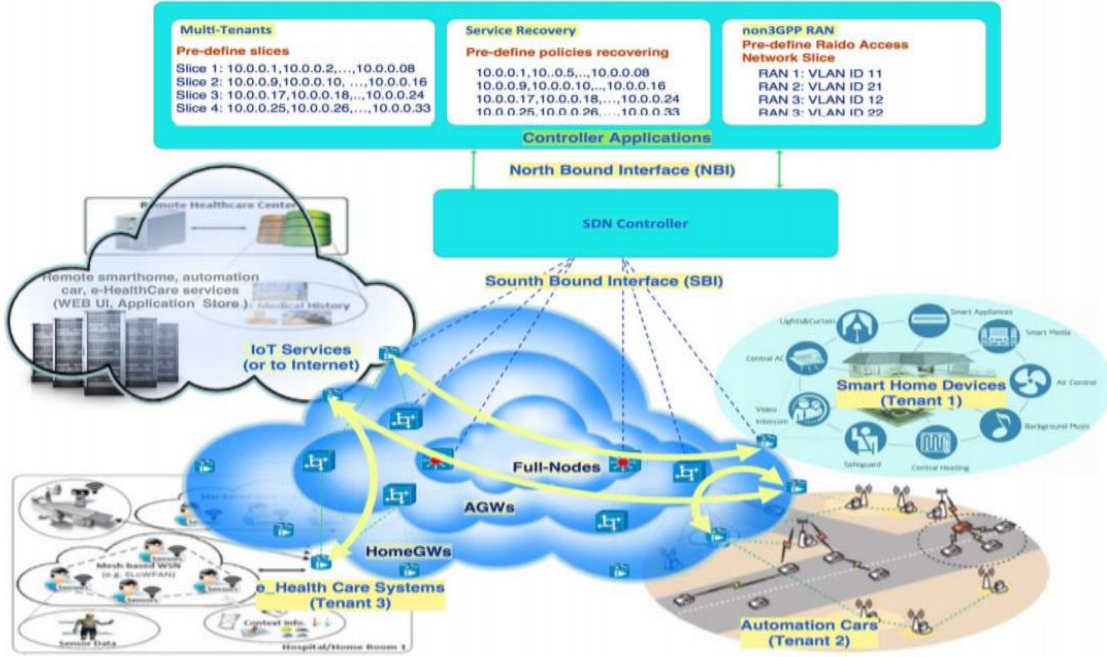 Multi-Tenants
Pre-define slices
Slice 1: 10.0.0.1,10.0.0.2,...,10.0.0.08
Slice 2: 10.0.0.9,10.0.0.10, ...,10.0.0.16
Slice 3: 10.0.0.17,10.0.0.18,..,10.0.0.24
Slice 4: 10.0.0.25,10.0.0.26,...,10.0.0.33
Service Recovery
Pre-define policies recovering
10.0.0.1,10..0.5,..,10.0.0.08
10.0.0.9,10.0.0.10,..,10.0.0.16
10.0.0.17,10.0.0.18,...,10.0.0.24
10.0.0.25,10.0.0.26,...,10.0.0.33
non3GPP RAN
Pre-define Raido Access
Network Slice
RAN 1: VLAN ID 11
RAN 2: VLAN ID 21
RAN 3: VLAN ID 12
RAN 3: VLAN ID 22
Controller Applications
North Bound Interface (NBI)
SDN Controller
Sounth Bound Interface (SBI)
Remote Healthcare Center
Remote smarthome, automation
car, e-HealthCare services
(WEB UI, Application Store )
Medical History
IoT Services
(or to Internet)
Lights&Curtain
Smart Appliances
Smart Media
Central AC
Smart Home Devices
(Tenant 1)
Air Control
Video
Intercom
Background Music
Safeguard
Central Heating
Full-Nodes
AGWs
HomeGWs
Mesh-based WSN
(e.g. 6LoWPAN)
Sensors
Sensors
Sensors
Sensors
e_Health Care Systems
(Tenant 3)
Context Info.
Sensor Data
Hospital/Home Room 1
Automation Cars
(Tenant 2)